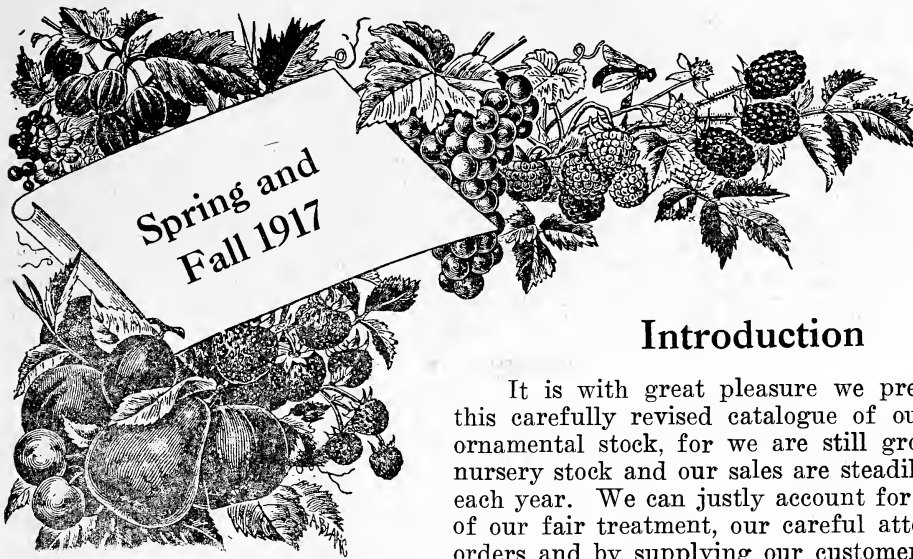 Spring and
Fall 1917
Introduction
It is with great pleasure we pre
this carefully revised catalogue of ou
ornamental stock, for we are still gro
nursery stock and our sales are steadil
each year. We can justly account for
of our fair treatment, our careful atte
orders and by supplying our customer